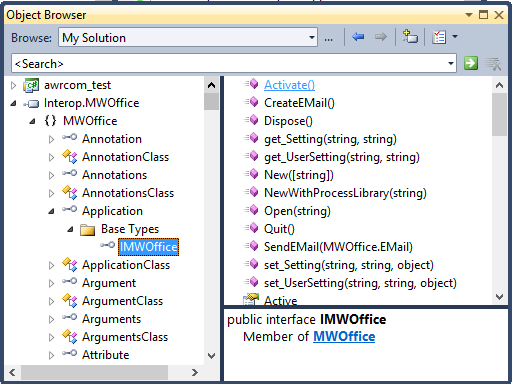 Object Browser
Browse: My Solution ...
<Search>
awrcom_test
Interop.MWOffice
{} MWOffice
Annotation
AnnotationClass
Annotations
AnnotationsClass
Application
Base Types
IMWOffice
ApplicationClass
Argument
ArgumentClass
Arguments
ArgumentsClass
Attribute
Activate()
CreateEMail()
Dispose()
get_Setting(string, string)
get_UserSetting(string, string)
New([string])
NewWithProcessLibrary(string)
Open(string)
Quit()
SendEMail(MWOffice.EMail)
set_Setting(string, string, object)
set_UserSetting(string, string, object)
Active
public interface IMWOffice
Member of MWOffice